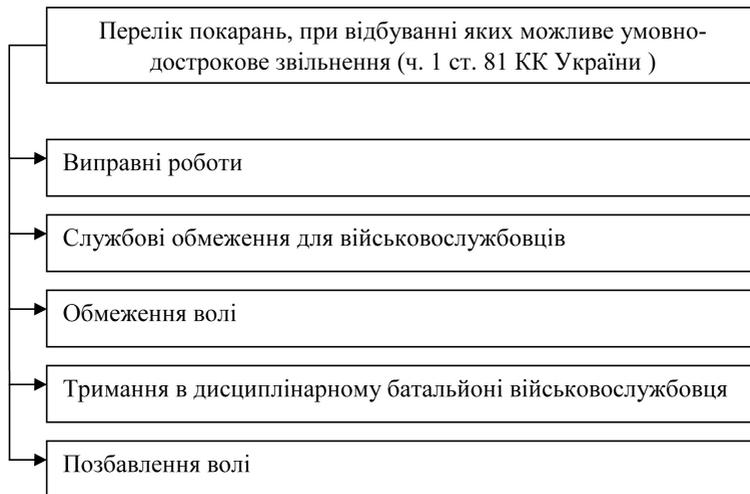 Перелік покарань, при відбуванні яких можливе умовно-
дострокове звільнення (ч. 1 ст. 81 КК України )
Виправні роботи
Службові обмеження для військовослужбовців
Обмеження волі
Тримання в дисциплінарному батальйоні військовослужбовця
Позбавлення волі